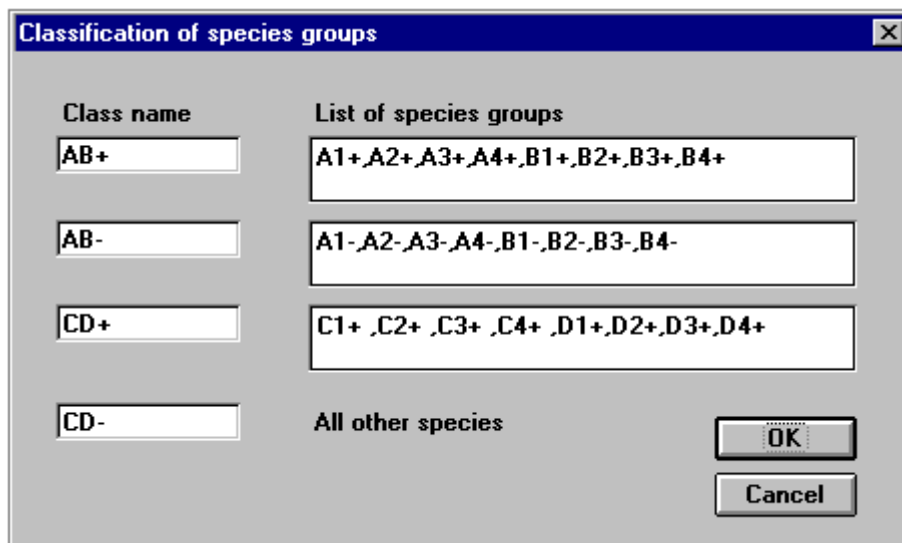 Classification of species groups
Class name List of species groups
AB+ A1+,A2+,A3+,A4+,B1+,B2+,B3+,B4+
AB- A1-,A2-,A3-,A4-,B1-,B2-,B3-,B4-
CD+ C1+ ,C2+ ,C3+ ,C4+ ,D1+,D2+,D3+,D4+
CD- All other species
OK
Cancel